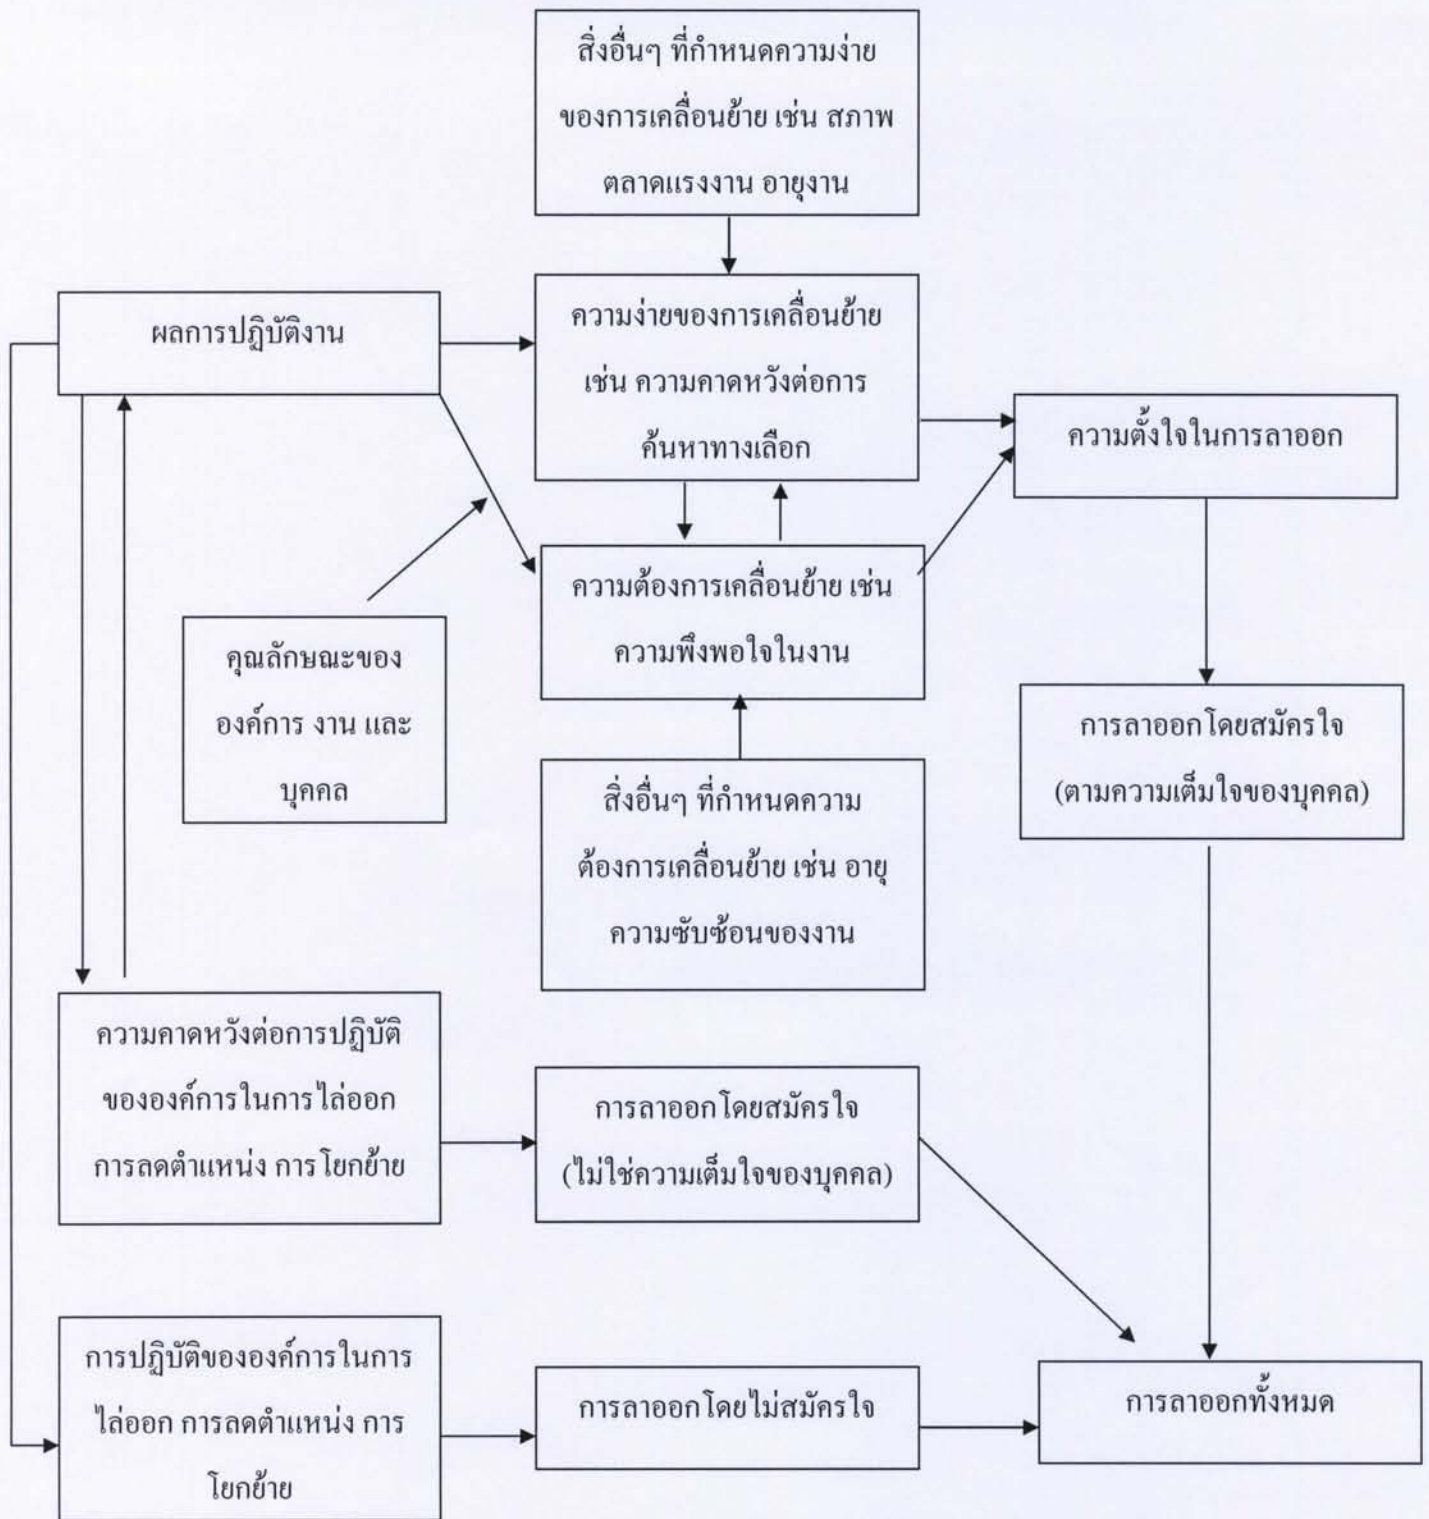 สิ่งอื่นๆ ที่กำหนดความง่าย
ของการเคลื่อนย้าย เช่น สภาพ
ตลาดแรงงาน อายุงาน
ผลการปฏิบัติงาน
ความง่ายของการเคลื่อนย้าย
เช่น ความคาดหวังต่อการ
ค้นหาทางเลือก
ความตั้งใจในการลาออก
ความต้องการเคลื่อนย้าย เช่น
ความพึงพอใจในงาน
คุณลักษณะของ
องค์การ งาน และ
บุคคล
การลาออกโดยสมัครใจ
(ตามความเต็มใจของบุคคล)
สิ่งอื่นๆ ที่กำหนดความ
ต้องการเคลื่อนย้าย เช่น อายุ
ความซับซ้อนของงาน
ความคาดหวังต่อการปฏิบัติ
ขององค์การในการไล่ออก
การลดตำแหน่ง การโยกย้าย
การลาออกโดยสมัครใจ
(ไม่ใช่ความเต็มใจของบุคคล)
การปฏิบัติขององค์การในการ
ไล่ออก การลดตำแหน่ง การ
โยกย้าย
การลาออกโดยไม่สมัครใจ
การลาออกทั้งหมด